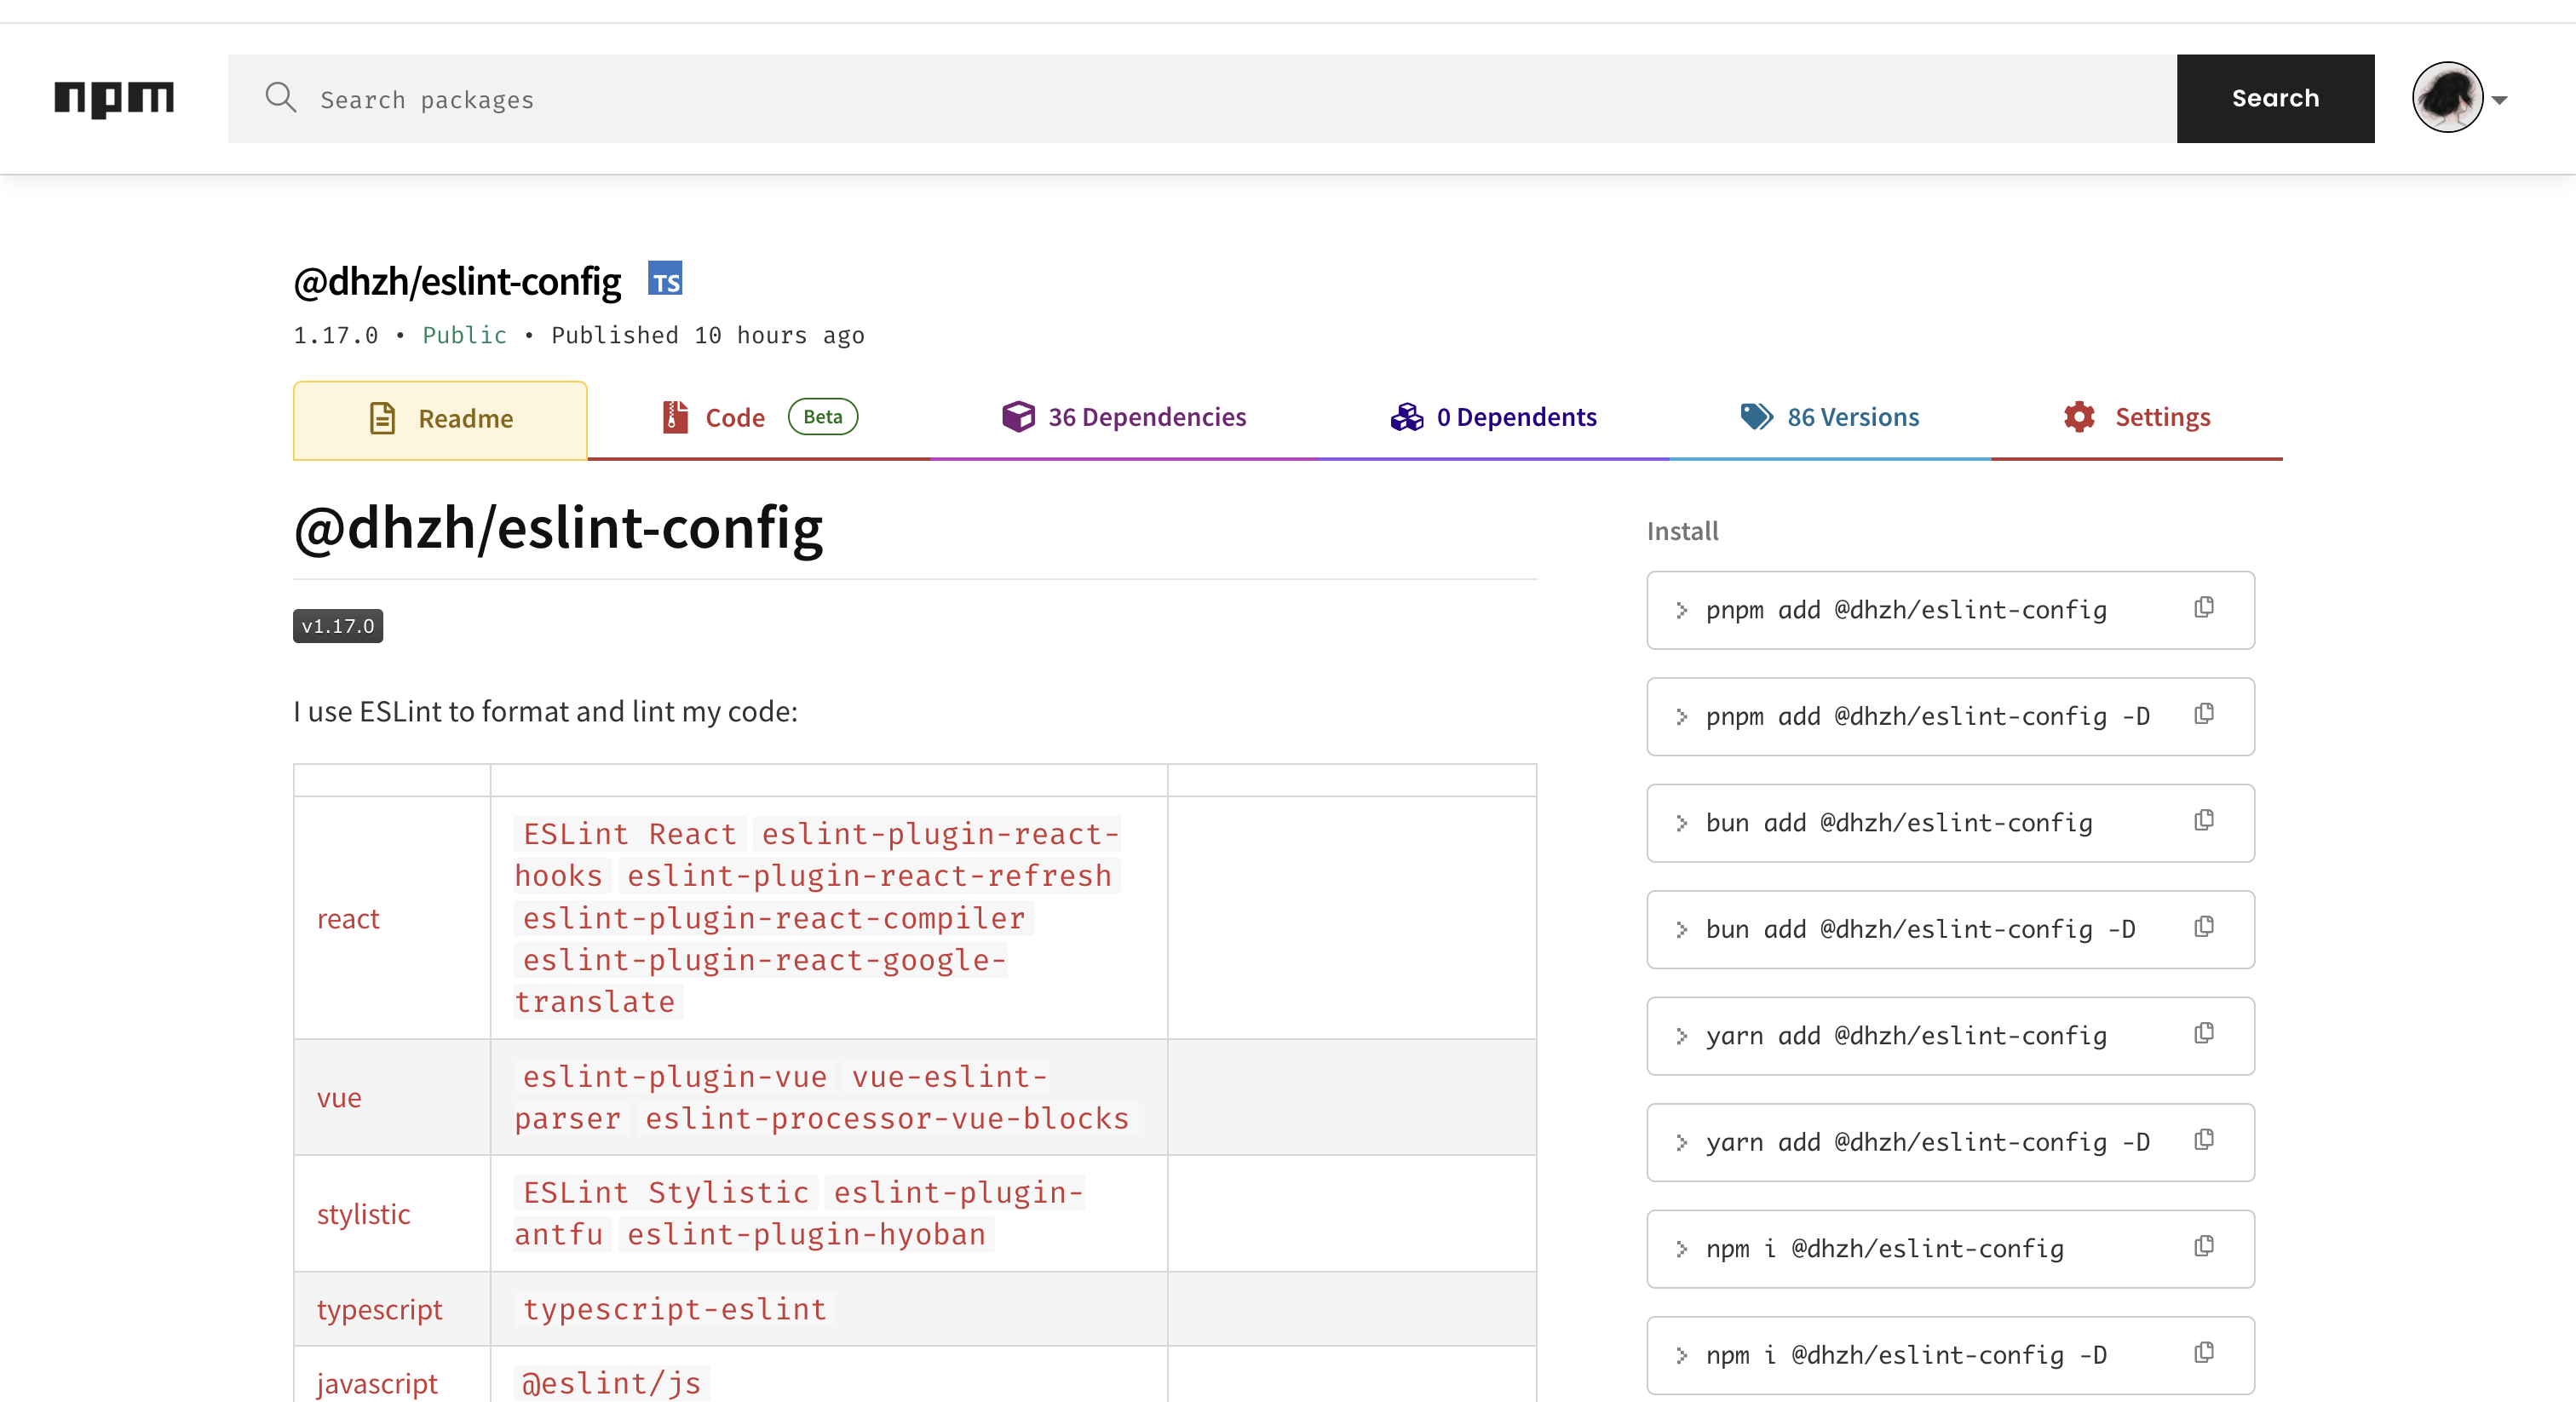 npm
Search packages
Search
@dhzh/eslint-config TS
1.17.0 • Public • Published 10 hours ago
Readme
Code Beta
36 Dependencies
0 Dependents
86 Versions
Settings
@dhzh/eslint-config
v1.17.0
I use ESLint to format and lint my code:
react
ESLint React eslint-plugin-react-
hooks eslint-plugin-react-refresh
eslint-plugin-react-compiler
eslint-plugin-react-google-
translate
vue
eslint-plugin-vue vue-eslint-
parser eslint-processor-vue-blocks
stylistic
ESLint Stylistic eslint-plugin-
antfu eslint-plugin-hyoban
typescript
typescript-eslint
javascript
@eslint/js
Install
pnpm add @dhzh/eslint-config
pnpm add @dhzh/eslint-config -D
bun add @dhzh/eslint-config
bun add @dhzh/eslint-config -D
yarn add @dhzh/eslint-config
yarn add @dhzh/eslint-config -D
npm i @dhzh/eslint-config
npm i @dhzh/eslint-config -D